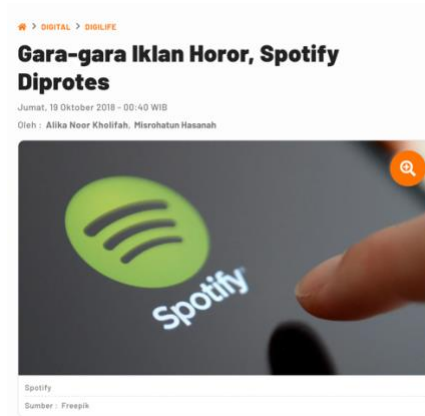 DIGITAL > DIGILIFE
Gara-gara Iklan Horor, Spotify
Diprotes
Jumat, 19 Oktober 2018 - 00:40 WIB
Oleh : Alika Noor Kholifah, Misrohatun Hasanah
Spotify
Spotify
Sumber : Freepik